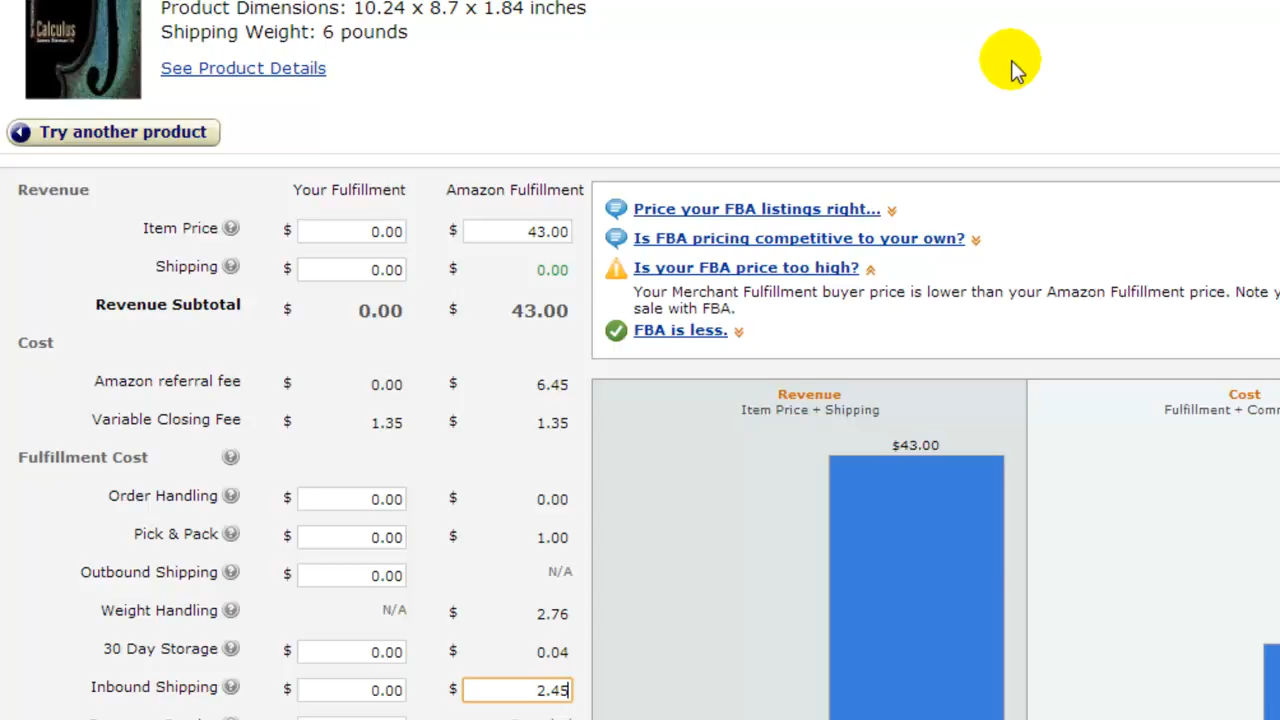 Calculus
Product Dimensions: 10.24 x 8.7 x 1.84 inches
Shipping Weight: 6 pounds
See Product Details
Try another product
Revenue Your Fulfillment Amazon Fulfillment
Item Price $ 0.00 $ 43.00
Shipping $ 0.00 $ 0.00
Revenue Subtotal $ 0.00 $ 43.00
Cost
Amazon referral fee $ 0.00 $ 6.45
Variable Closing Fee $ 1.35 $ 1.35
Fulfillment Cost
Order Handling $ 0.00 $ 0.00
Pick & Pack $ 0.00 $ 1.00
Outbound Shipping $ 0.00 N/A
Weight Handling N/A $ 2.76
30 Day Storage $ 0.00 $ 0.04
Inbound Shipping $ 0.00 $ 2.45
Price your FBA listings right...
Is FBA pricing competitive to your own?
Is your FBA price too high?
Your Merchant Fulfillment buyer price is lower than your Amazon Fulfillment price. Note y
sale with FBA.
FBA is less.
Revenue
Item Price + Shipping
$43.00
Cost
Fulfillment + Com